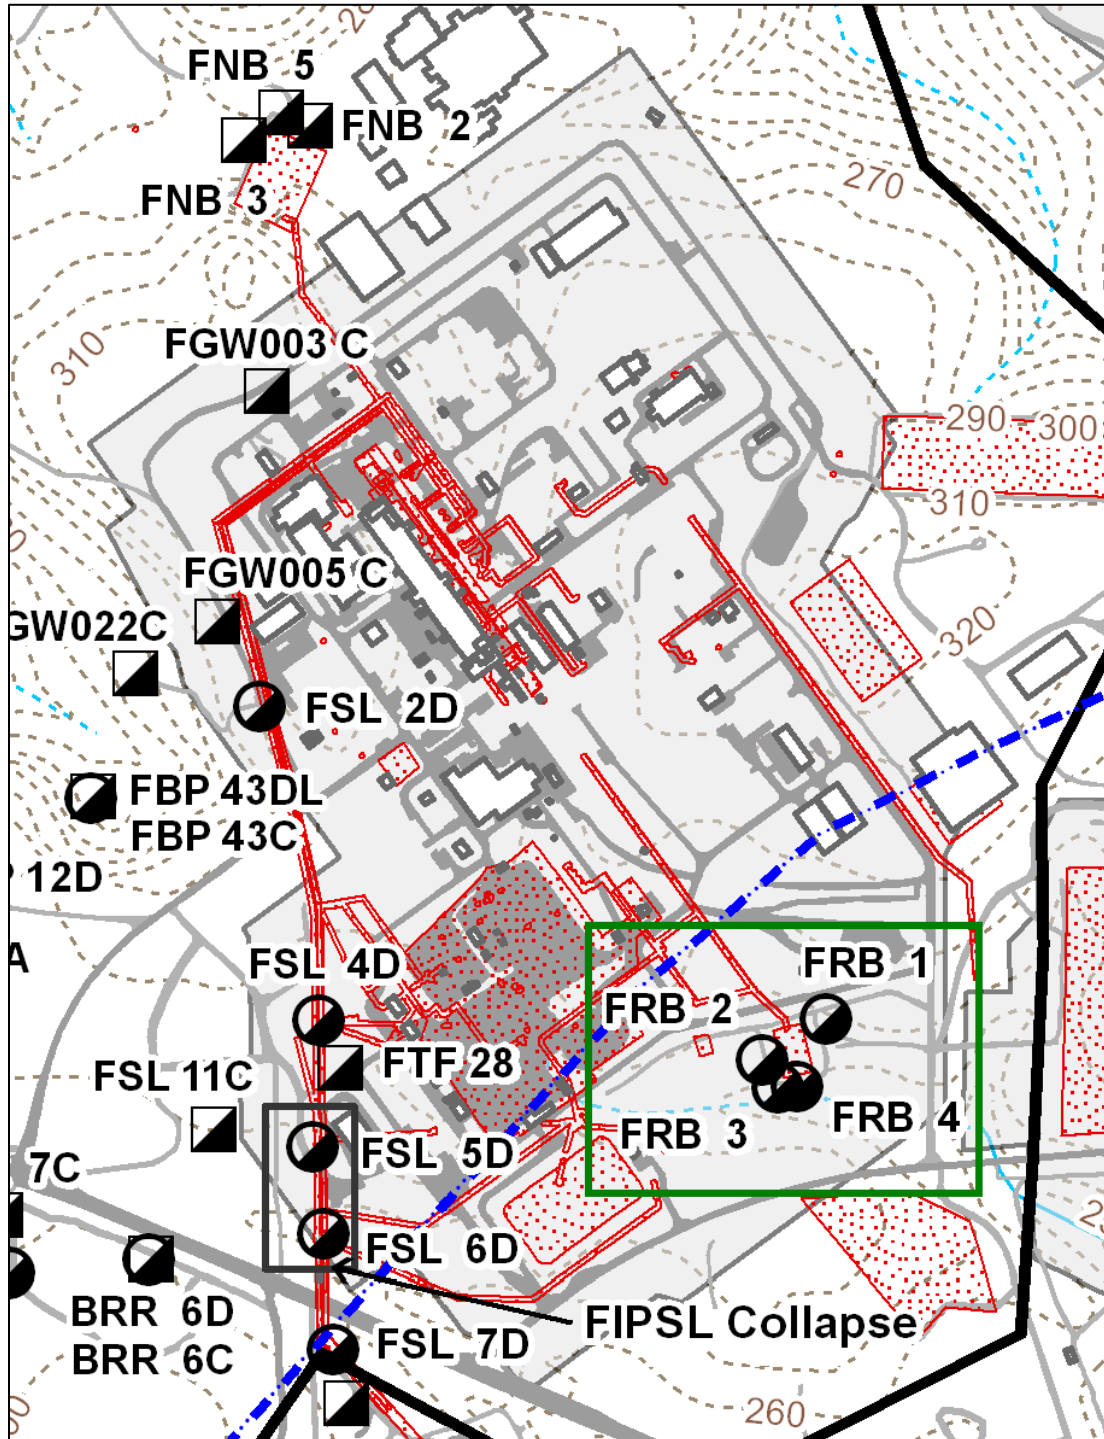 28
FNB 5
FNB 2
270
FNB 3
310
FGW003 C
290
300
310
FGW005 C
GW022C
320
FSL 2D
FBP 43DL
FBP 43C
12D
A
FSL 4D
FRB 1
FRB 2
FTF 28
FSL 11C
FRB 4
FRB 3
7C
FSL 5D
FSL 6D
BRR 6D
FIPSL Collapse
FSL 7D
BRR 6C
260